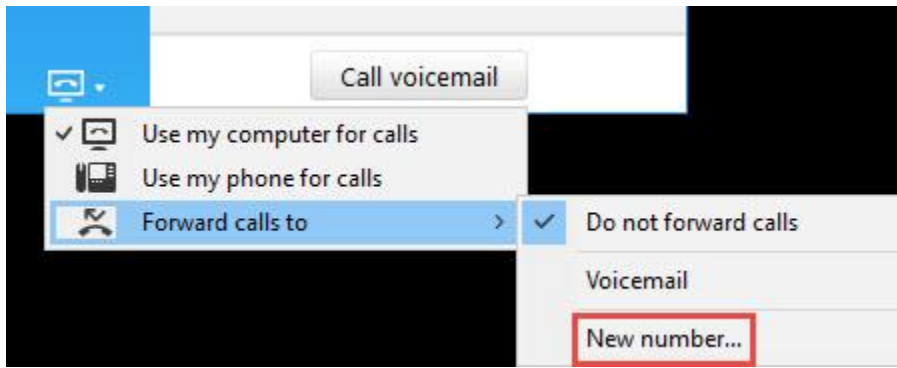 Call voicemail
Use my computer for calls
Use my phone for calls
Forward calls to
Do not forward calls
Voicemail
New number...